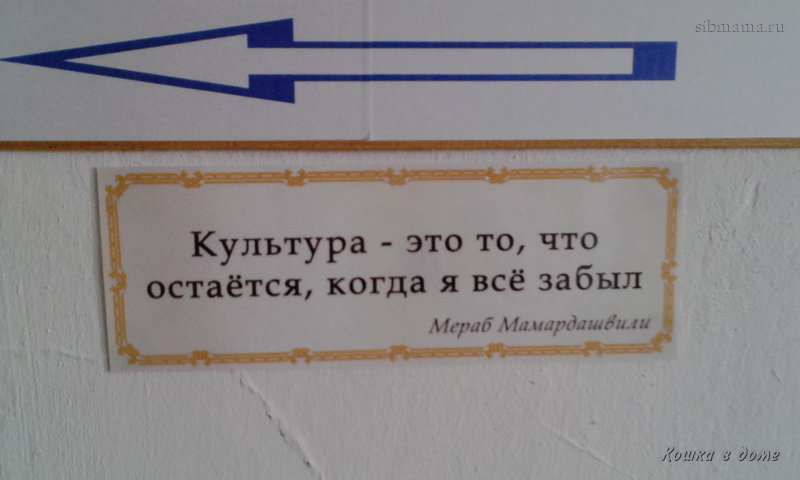 sibmama.ru
Культура - это то, что
остаётся, когда я всё забыл
Мераб Мамардашвили
Кошка в доме